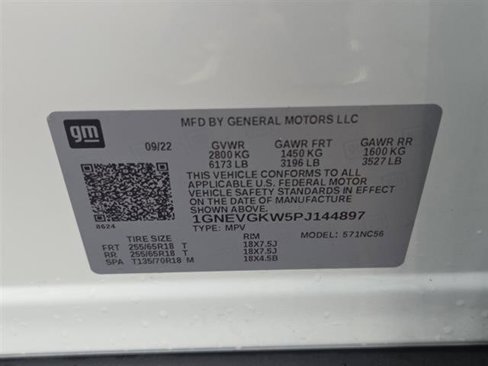 gm
MFD BY GENERAL MOTORS LLC
09/22 GVWR GAWR FRT GAWR RR
2800 KG 1450 KG 1600 KG
6173 LB 3196 LB 3527 LB
THIS VEHICLE CONFORMS TO ALL
APPLICABLE U.S. FEDERAL MOTOR
VEHICLE SAFETY STANDARDS IN EFFECT
ON THE DATE OF MANUFACTURE
SHOWN ABOVE.
1GNEVGKW5PJ144897
8624 TYPE: MPV MODEL: 571NC56
TIRE SIZE RIM
FRT 255/65R18 T 18X7.5J
RR 255/65R18 T 18X7.5J
SPA T135/70R18 M 18X4.5B